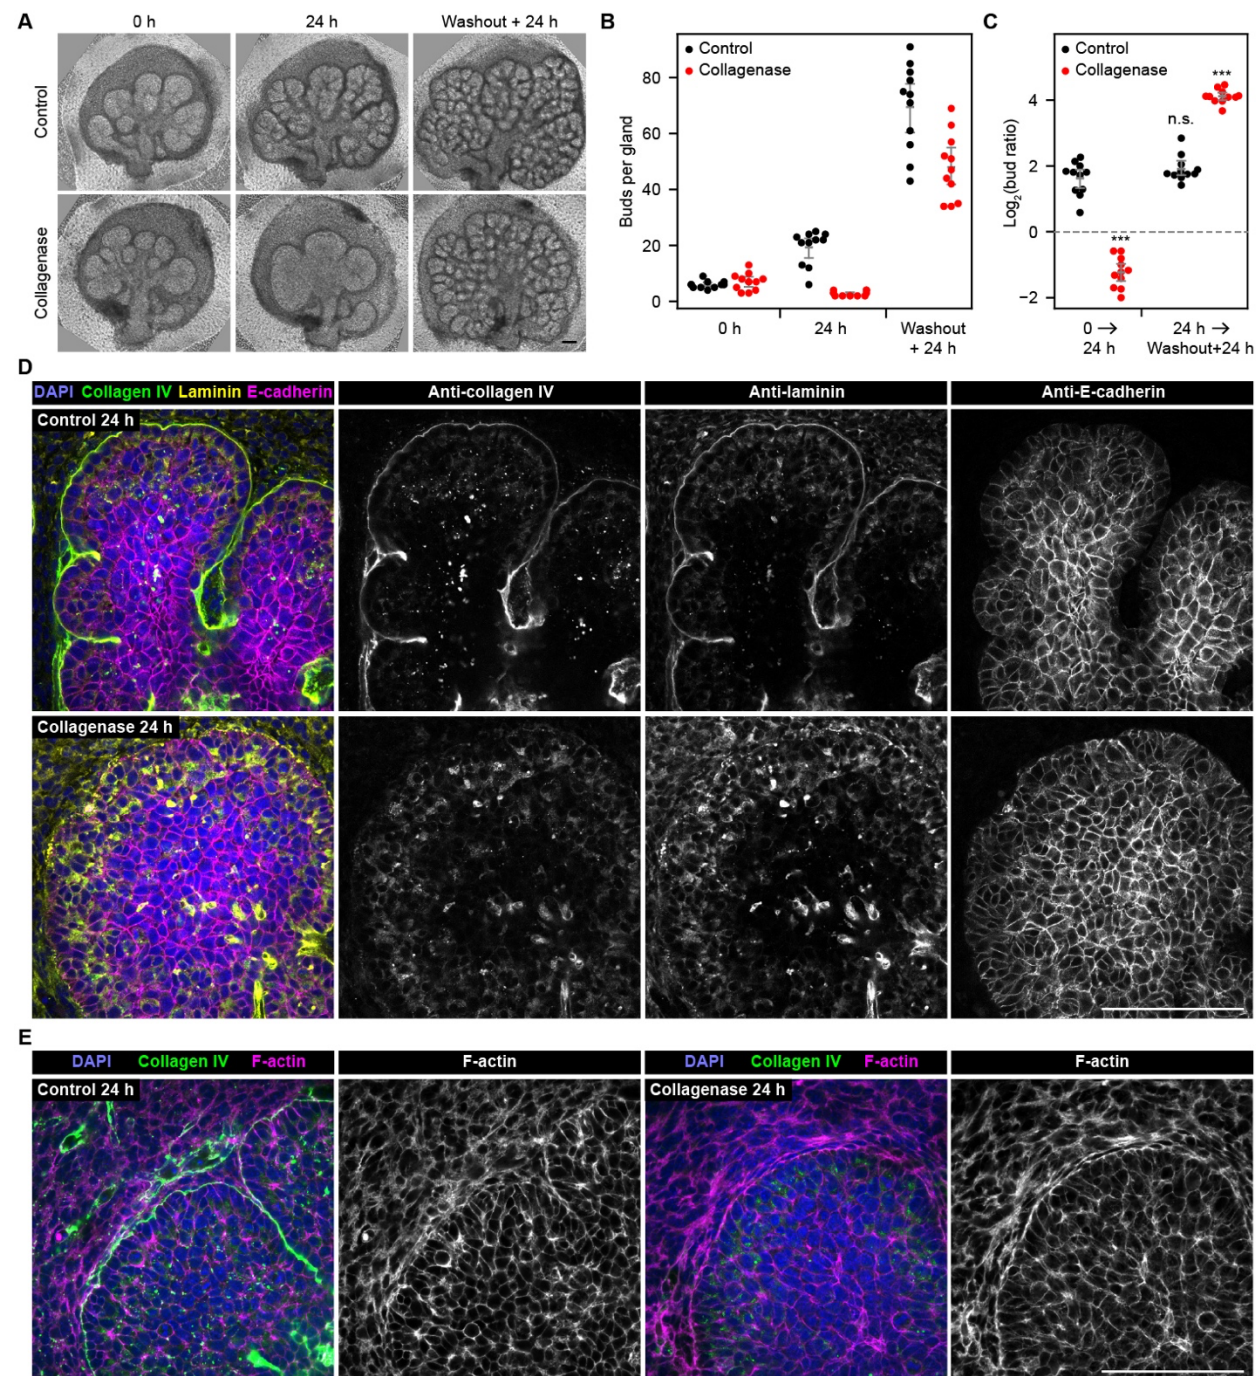 A
0 h
24 h
Washout + 24 h
Control
Collagenase
B
Control
Collagenase
Buds per gland
80
60
40
20
0
0 h
24 h
Washout
+ 24 h
C
Control
Collagenase
Log2(bud ratio)
4
2
0
−2
***
n.s.
***
0 →
24 h
24 h →
Washout+24 h
D
DAPI Collagen IV Laminin E-cadherin
Anti-collagen IV
Anti-laminin
Anti-E-cadherin
Control 24 h
Collagenase 24 h
E
DAPI Collagen IV F-actin
F-actin
DAPI Collagen IV F-actin
F-actin
Control 24 h
Collagenase 24 h